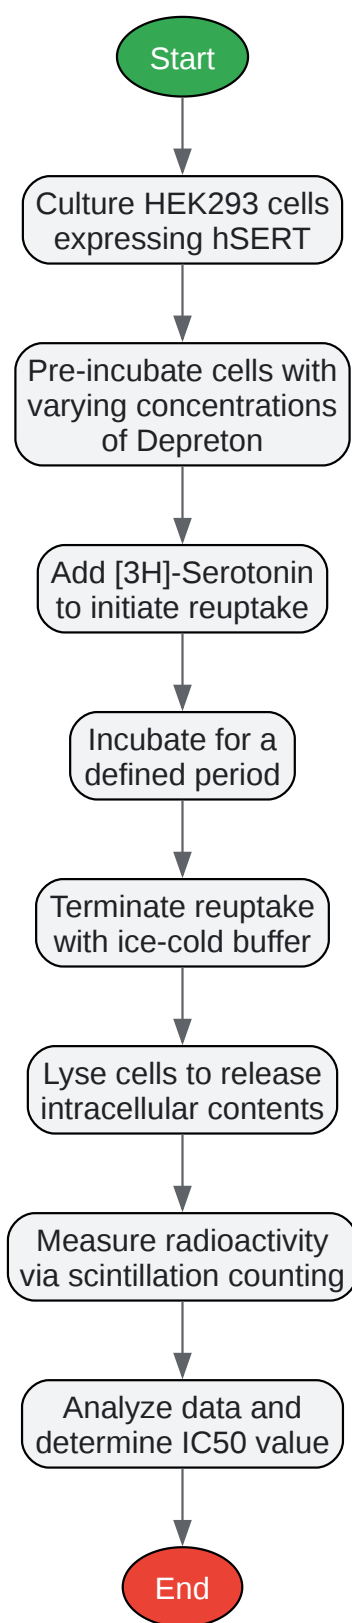 Start
Culture HEK293 cells
expressing hSERT
Pre-incubate cells with
varying concentrations
of Depreton
Add [3H]-Serotonin
to initiate reuptake
Incubate for a
defined period
Terminate reuptake
with ice-cold buffer
Lyse cells to release
intracellular contents
Measure radioactivity
via scintillation counting
Analyze data and
determine IC50 value
End